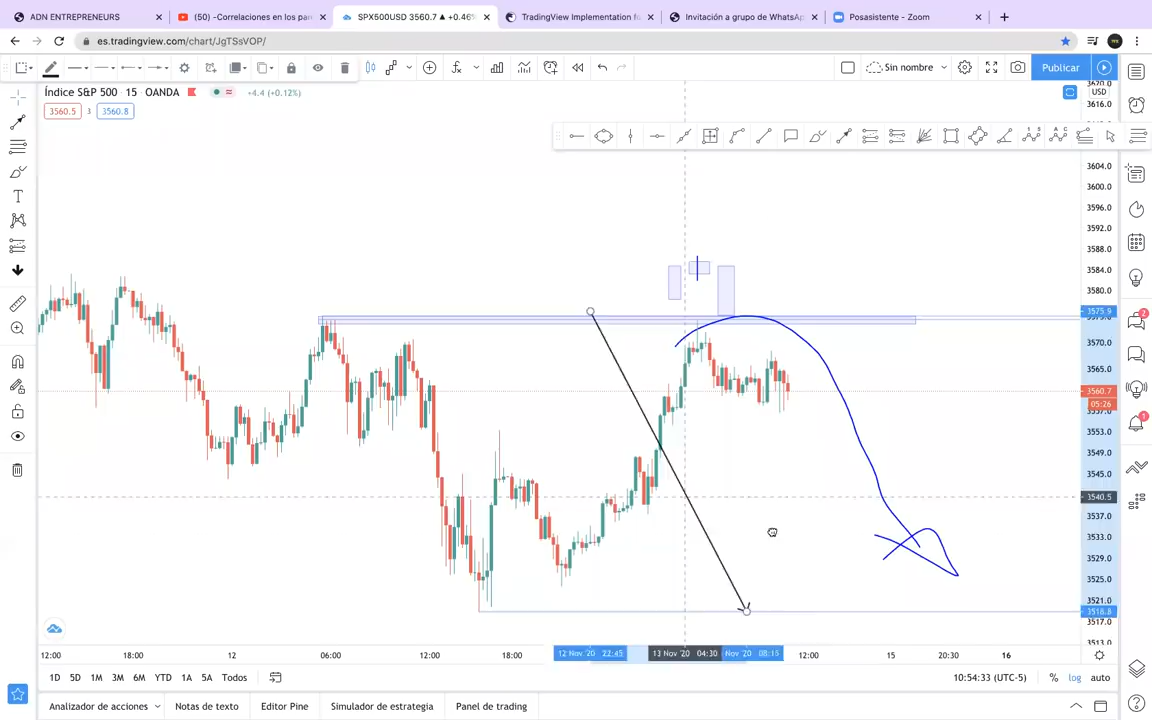 ADN ENTREPRENEURS
(50) -Correlaciones en los par
SPX500USD 3560.7 ▲ +0.46%
TradingView Implementation fu
Invitación a grupo de WhatsAp
Posasistente - Zoom
es.tradingview.com/chart/JgTSsVOP/
Sin nombre
Publicar
Índice S&P 500 · 15 · OANDA
+4.4 (+0.12%)
USD
3560.5
3
3560.8
3616.0
3604.0
3600.0
3596.0
3592.0
3588.0
3584.0
3580.0
3575.9
3570.0
3565.0
3560.7
05:26
3553.0
3549.0
3545.0
3540.5
3537.0
3533.0
3529.0
3525.0
3521.0
3518.8
3517.0
3513.0
12:00
18:00
12
06:00
12:00
18:00
12 Nov '20 22:45
13 Nov '20 04:30
Nov '20 08:15
12:00
15
20:30
16
1D
5D
1M
3M
6M
YTD
1A
5A
Todos
10:54:33 (UTC-5)
%
log
auto
Analizador de acciones
Notas de texto
Editor Pine
Simulador de estrategia
Panel de trading